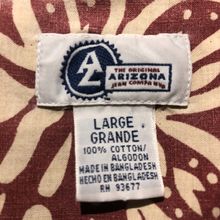 AZ
THE ORIGINAL
ARIZONA
JEAN COMPANY
LARGE
GRANDE
100% COTTON/
ALGODON
MADE IN BANGLADESH
HECHO EN BANGLADESH
RN 93677